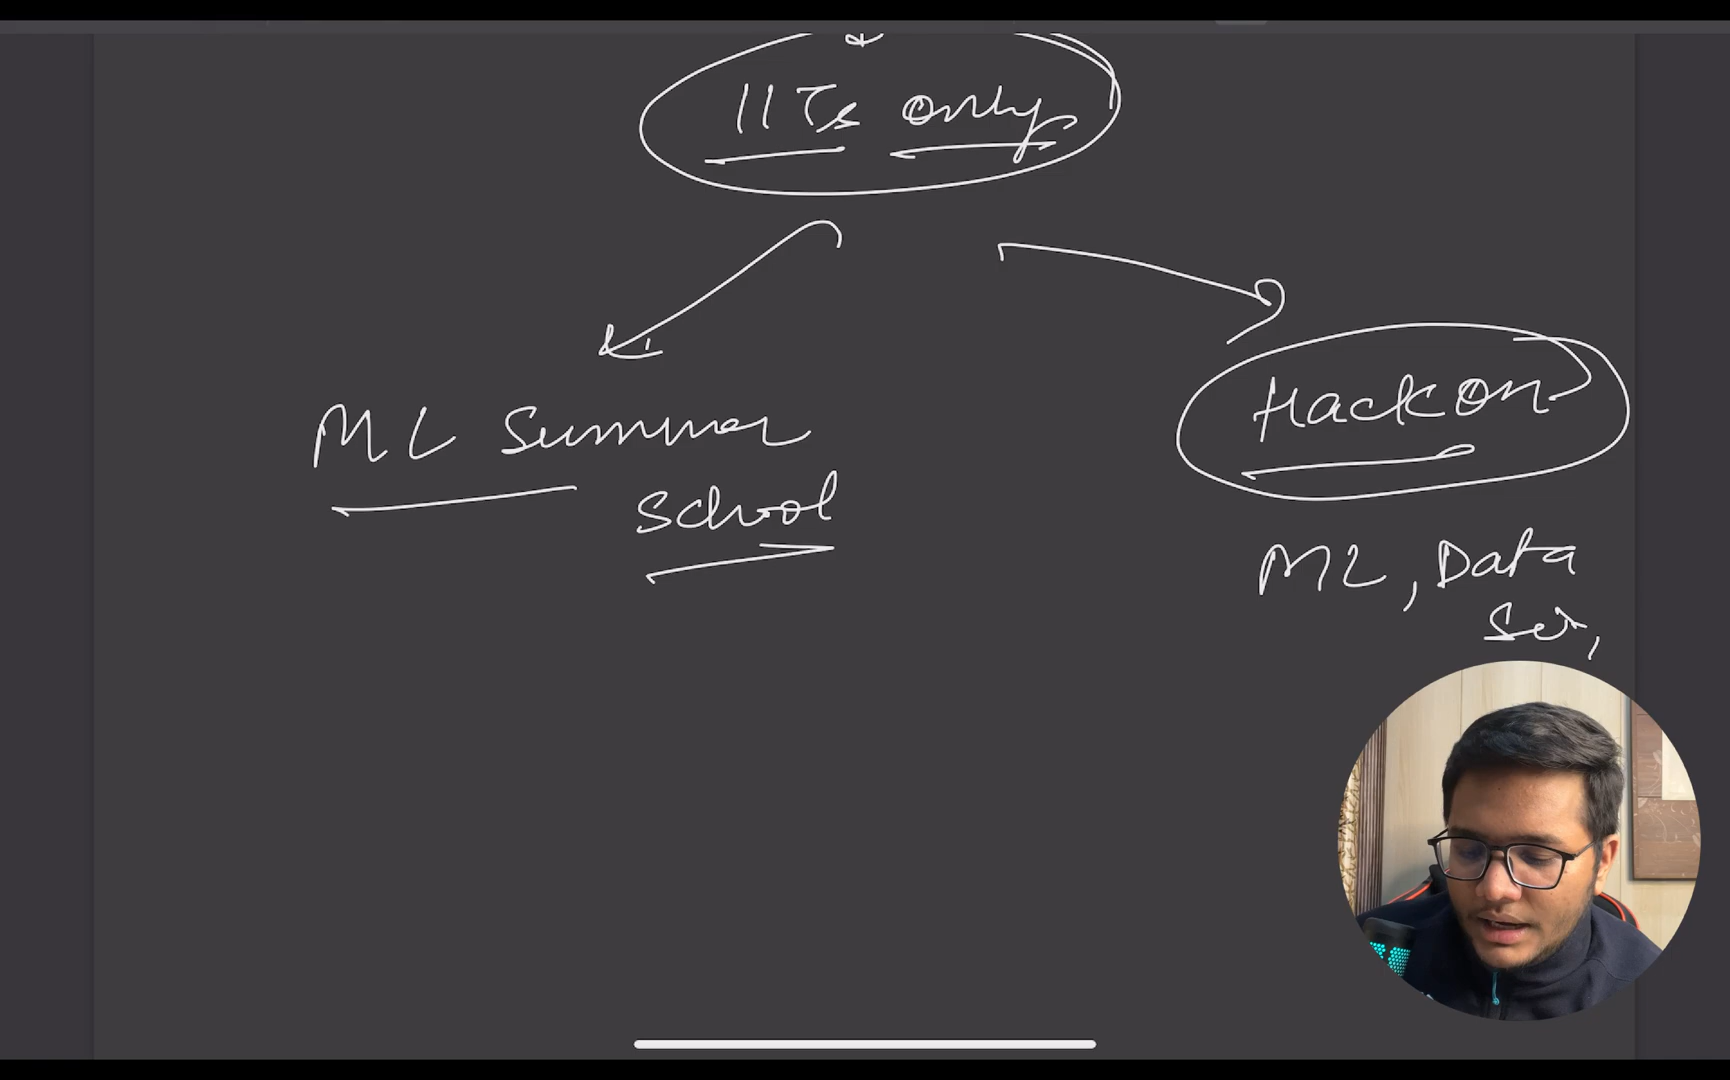 IITs only
ML Summer
School
HackOn
ML, Data
Sci,